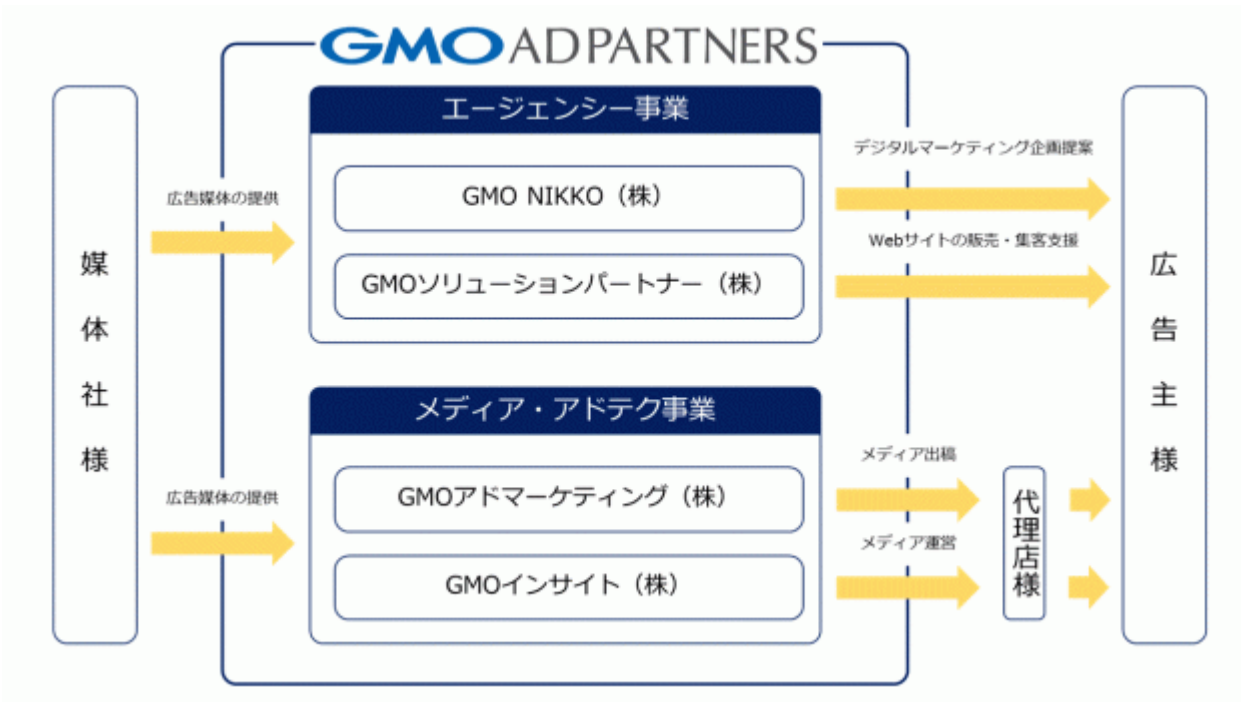 GMO AD PARTNERS
媒体社様
広告媒体の提供
エージェンシー事業
GMO NIKKO（株）
GMOソリューションパートナー（株）
デジタルマーケティング企画提案
Webサイトの販売・集客支援
広告媒体の提供
メディア・アドテク事業
GMOアドマーケティング（株）
GMOインサイト（株）
メディア出稿
メディア運営
代理店様
広告主様